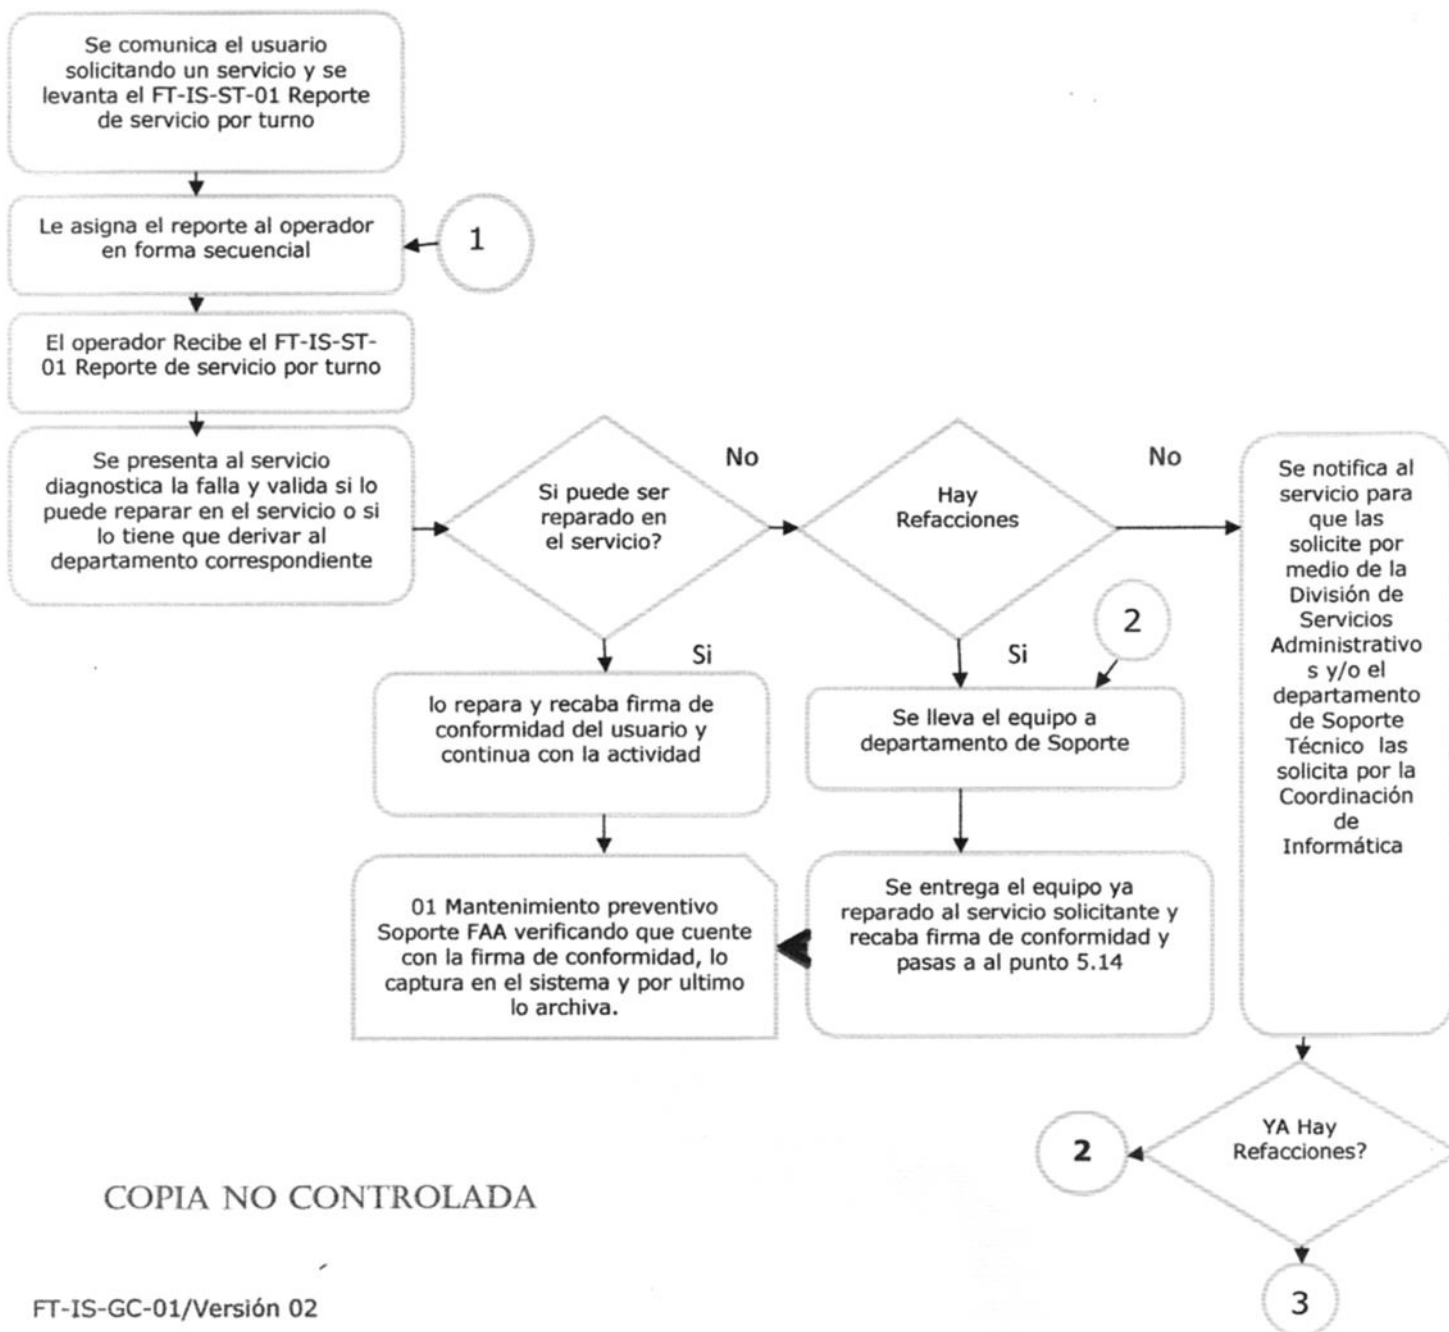 Se comunica el usuario
solicitando un servicio y se
levanta el FT-IS-ST-01 Reporte
de servicio por turno
Le asigna el reporte al operador
en forma secuencial
1
El operador Recibe el FT-IS-ST-
01 Reporte de servicio por turno
Se presenta al servicio
diagnostica la falla y valida si lo
puede reparar en el servicio o si
lo tiene que derivar al
departamento correspondiente
Si puede ser
reparado en
el servicio?
No
Hay
Refacciones
No
Se notifica al
servicio para
que las
solicite por
medio de la
División de
Servicios
Administrativo
s y/o el
departamento
de Soporte
Técnico las
solicita por la
Coordinación
de
Informática
Si
Si
2
lo repara y recaba firma de
conformidad del usuario y
continua con la actividad
Se lleva el equipo a
departamento de Soporte
01 Mantenimiento preventivo
Soporte FAA verificando que cuente
con la firma de conformidad, lo
captura en el sistema y por ultimo
lo archiva.
Se entrega el equipo ya
reparado al servicio solicitante y
recaba firma de conformidad y
pasas a al punto 5.14
YA Hay
Refacciones?
2
3
COPIA NO CONTROLADA
FT-IS-GC-01/Versión 02